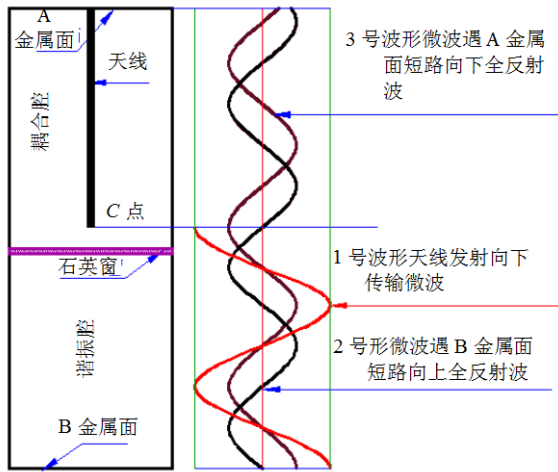 A
金属面
天线
耦合腔
C 点
石英窗
谐振腔
B 金属面
3 号波形微波遇 A 金属
面短路向下全反射
波
1 号波形天线发射向下
传输微波
2 号形微波遇 B 金属面
短路向上全反射波